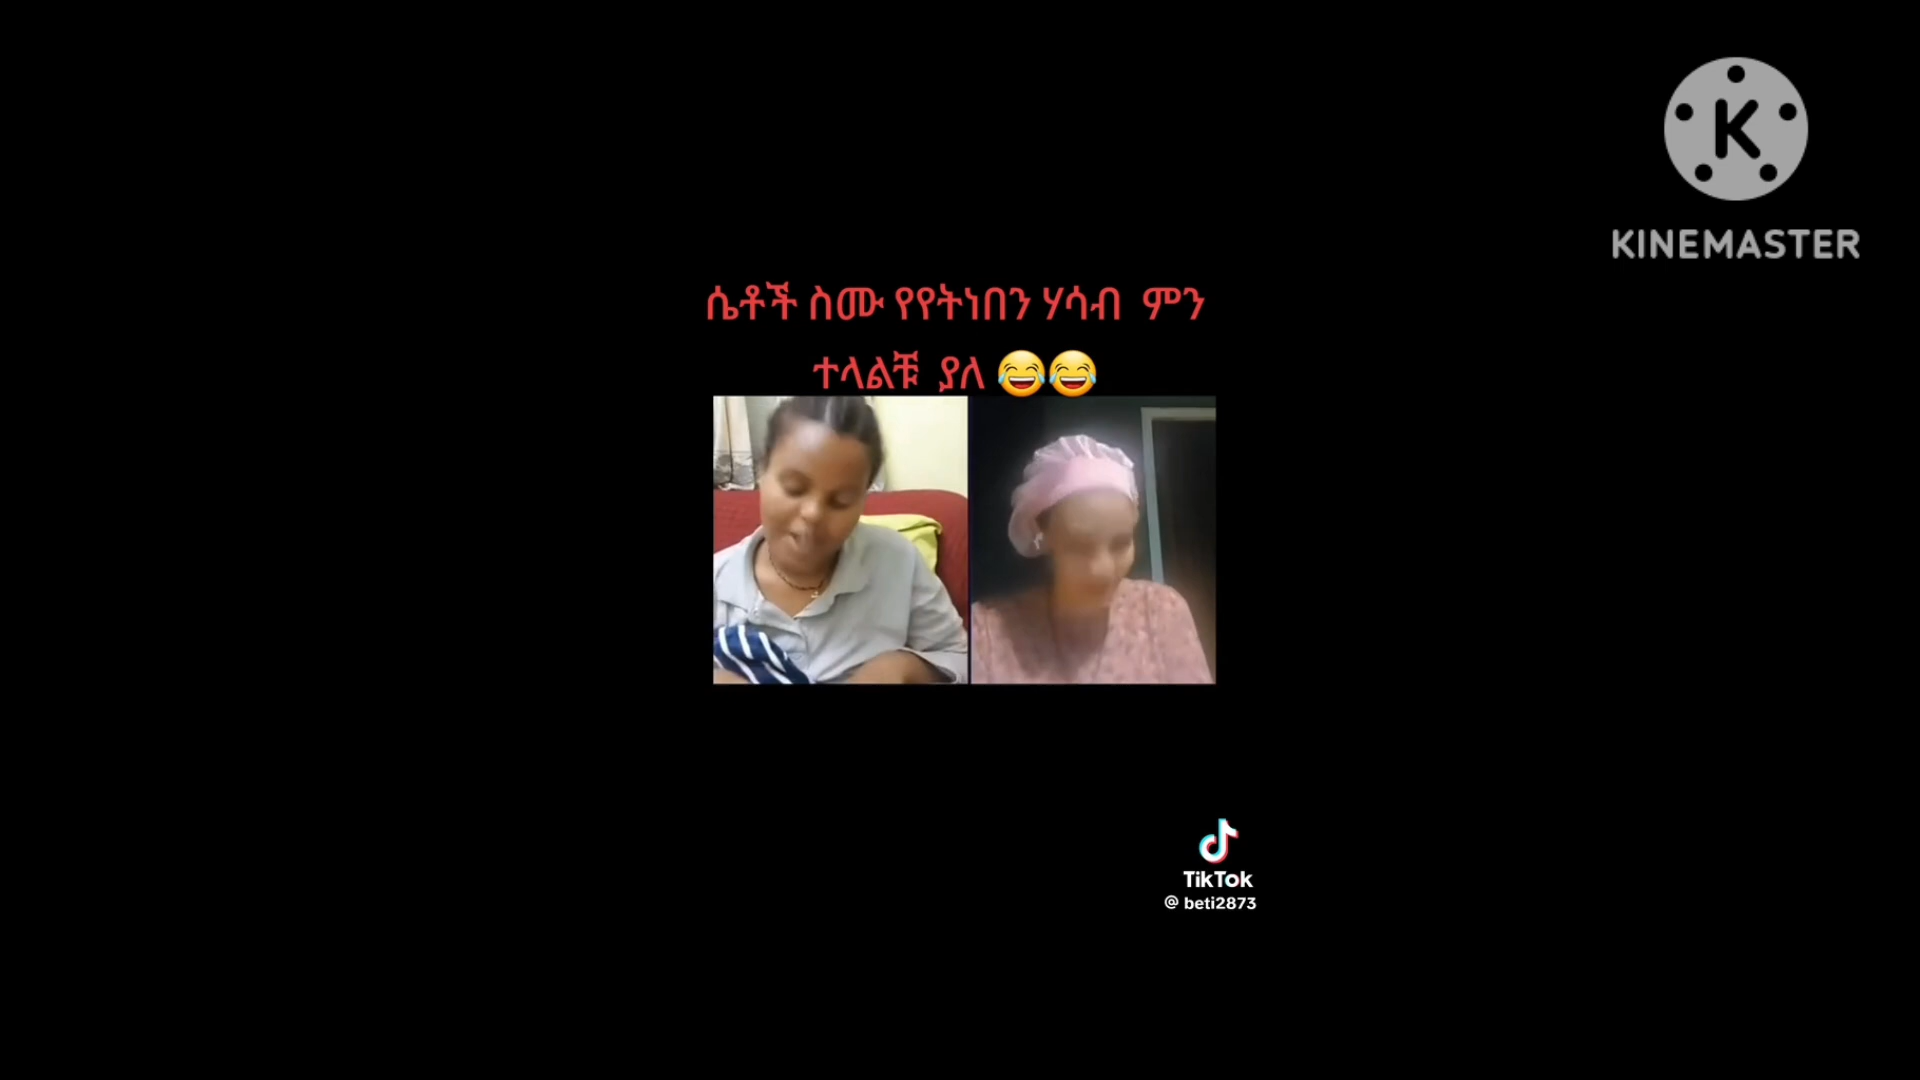 K
KINEMASTER
ሴቶች ስሙ የየትነበን ሃሳብ ምን
ተላልቹ ያለ 😂😂
TikTok
@ beti2873